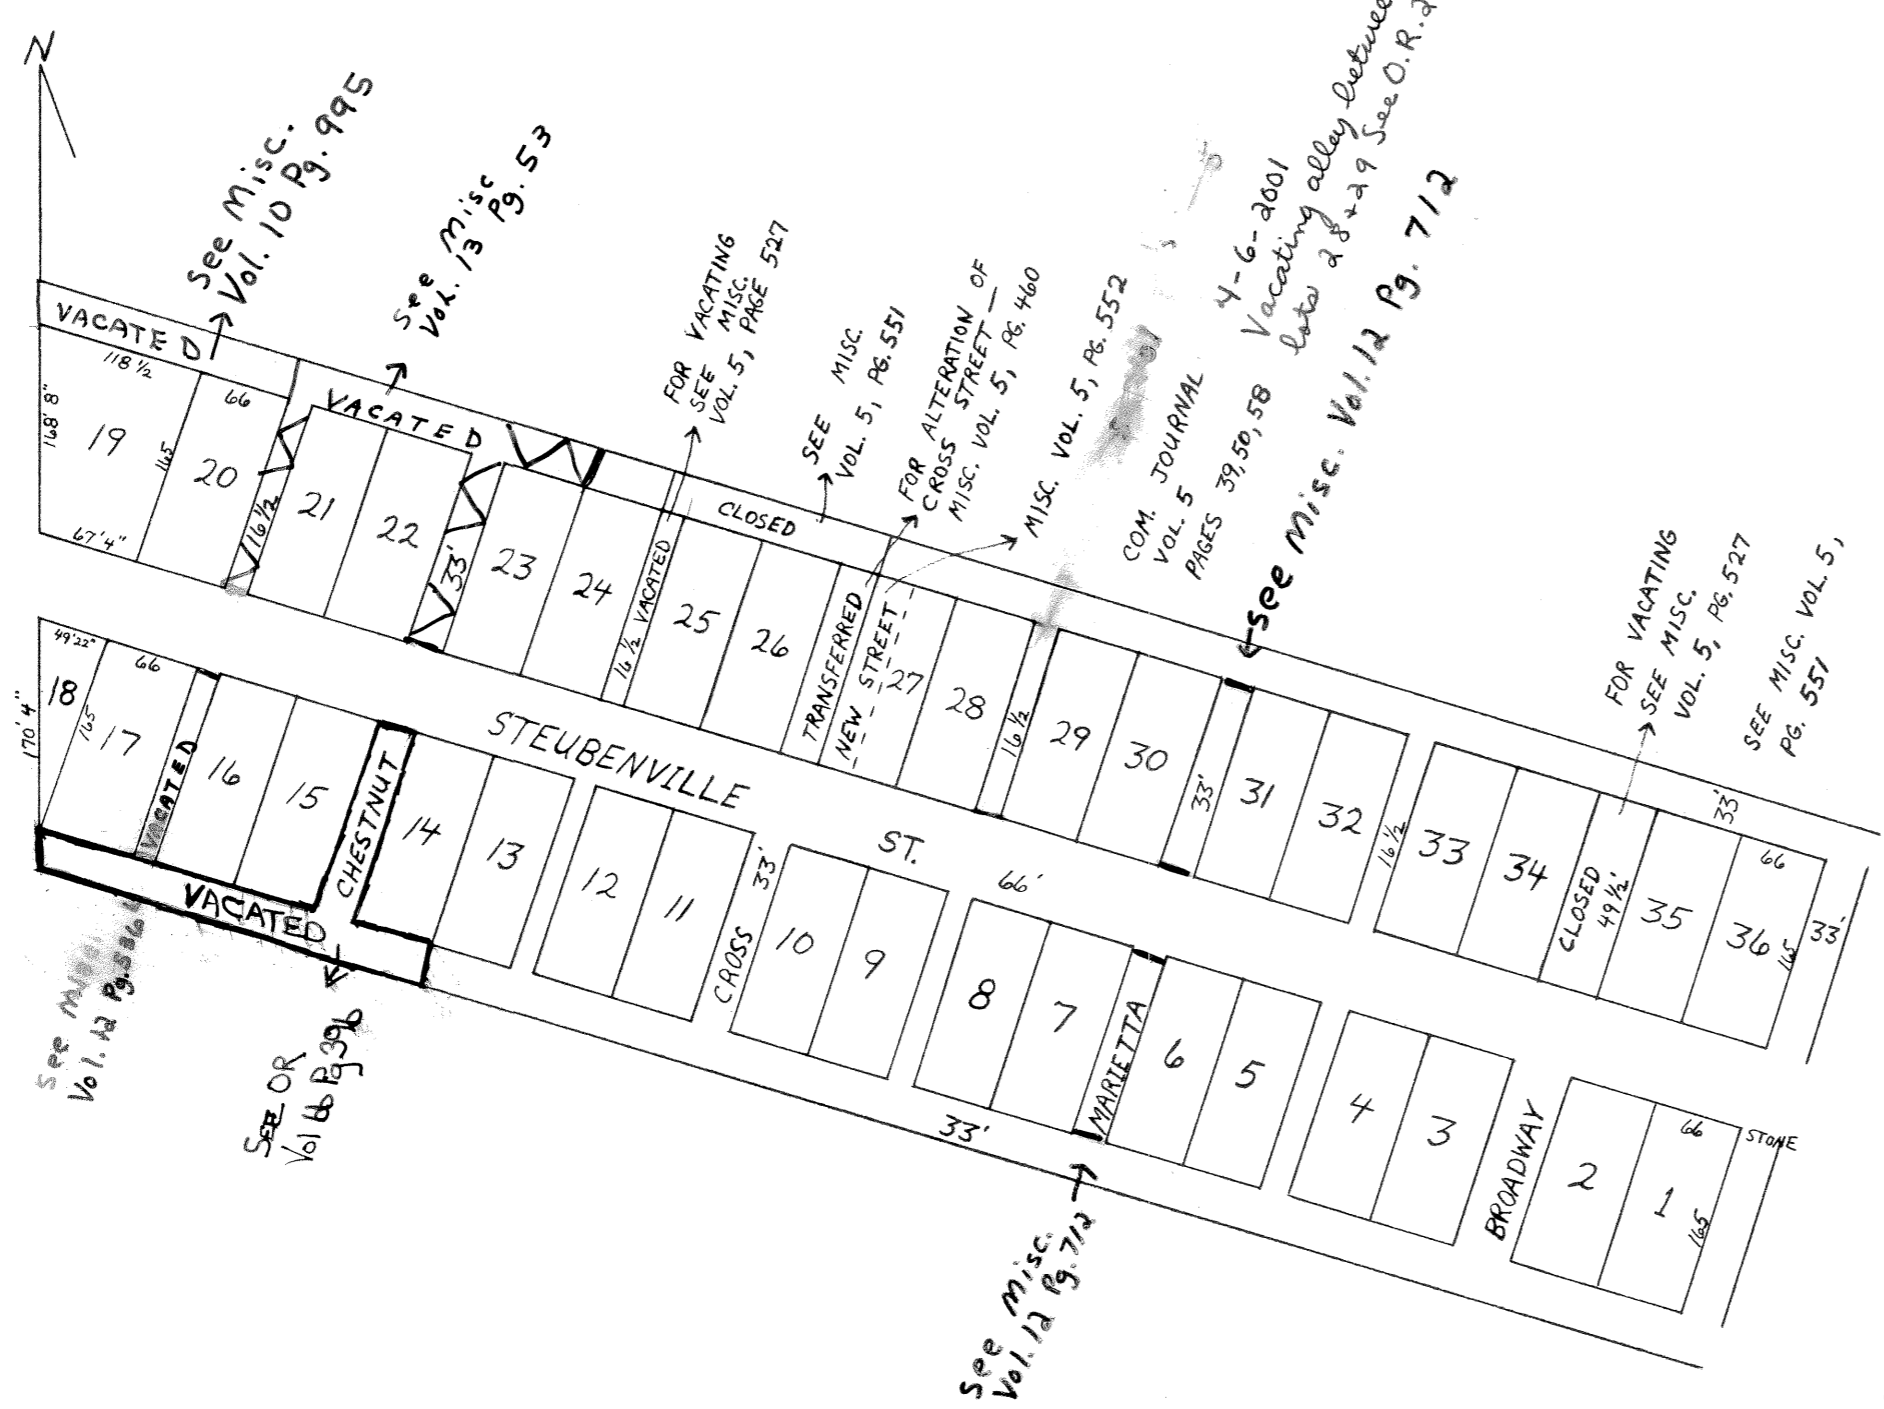 N
See Misc.
Vol. 10 Pg. 995
See Misc
Vol. 13 Pg. 53
FOR VACATING
SEE MISC.
VOL. 5, PAGE 527
SEE MISC.
VOL. 5, PG. 551
FOR ALTERATION OF
CROSS STREET—
MISC. VOL. 5, PG. 460
MISC. VOL. 5, PG. 552
COM. JOURNAL
VOL. 5
PAGES 39,50,58
4-6-2001
Vacating alley between
lots 28+29 See O.R.
See Misc. Vol. 12 Pg. 712
FOR VACATING
SEE MISC.
VOL. 5, PG. 527
SEE MISC. VOL. 5,
PG. 551
VACATED
118 1/2
66
168' 8"
19
165
20
67'4"
16 1/2
VACATED
21
22
33'
23
24
16 1/2 VACATED
CLOSED
25
26
TRANSFERRED
NEW STREET
27
28
16 1/2
29
30
33'
31
32
16 1/2
33
34
CLOSED
49 1/2'
35
33'
66
36
165
33'
STEUBENVILLE
ST.
66'
49'22"
66
170' 4"
18
165
17
VACATED
16
15
CHESTNUT
14
13
12
11
CROSS
33'
10
9
8
7
MARIETTA
6
5
4
3
BROADWAY
2
66
1
165
STONE
VACATED
33'
See
Vol. 12 Pg.
SEE OR
Vol 66 Pg 396
See Misc.
Vol. 12 Pg. 712